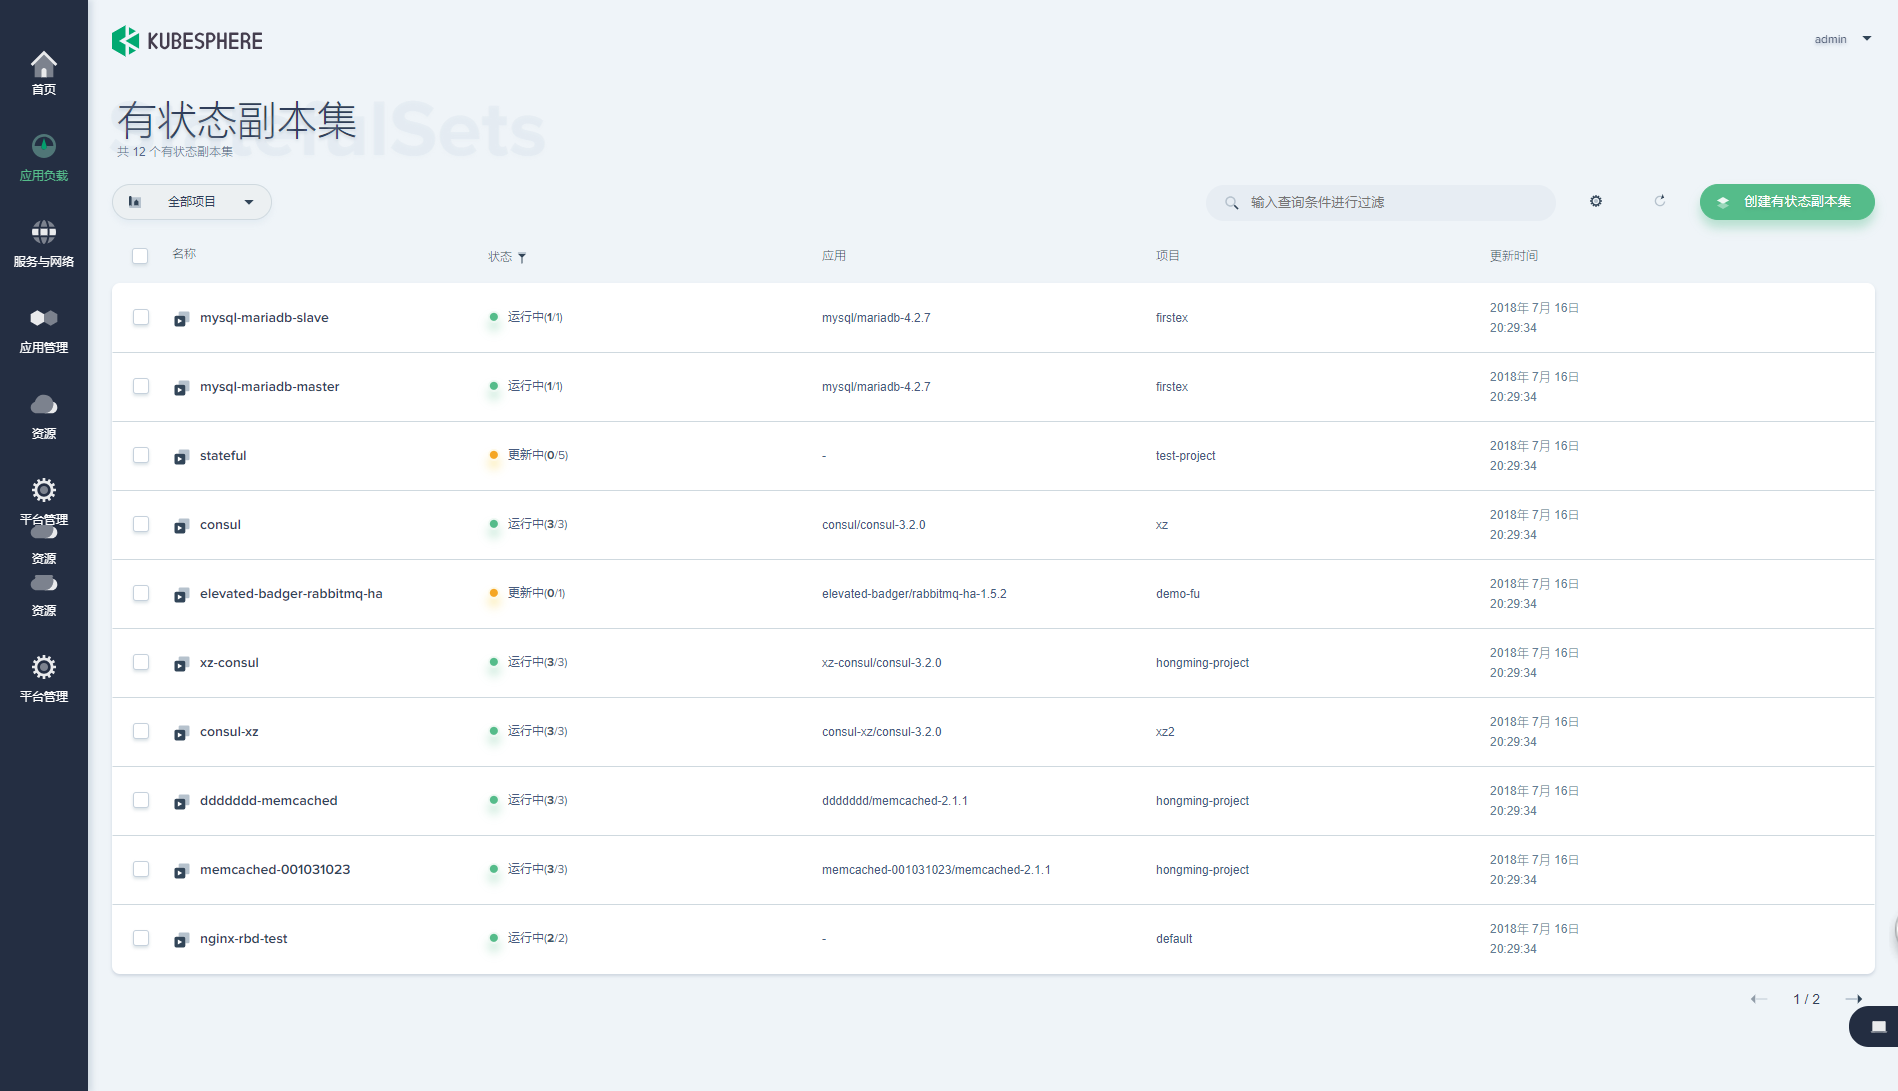 KUBESPHERE
admin
首页
应用负载
服务与网络
应用管理
资源
平台管理
资源
资源
平台管理
StatefulSets
有状态副本集
共 12 个有状态副本集
全部项目
输入查询条件进行过滤
创建有状态副本集
名称 状态 应用 项目 更新时间
mysql-mariadb-slave 运行中(1/1) mysql/mariadb-4.2.7 firstex 2018年 7月 16日
20:29:34
mysql-mariadb-master 运行中(1/1) mysql/mariadb-4.2.7 firstex 2018年 7月 16日
20:29:34
stateful 更新中(0/5) - test-project 2018年 7月 16日
20:29:34
consul 运行中(3/3) consul/consul-3.2.0 xz 2018年 7月 16日
20:29:34
elevated-badger-rabbitmq-ha 更新中(0/1) elevated-badger/rabbitmq-ha-1.5.2 demo-fu 2018年 7月 16日
20:29:34
xz-consul 运行中(3/3) xz-consul/consul-3.2.0 hongming-project 2018年 7月 16日
20:29:34
consul-xz 运行中(3/3) consul-xz/consul-3.2.0 xz2 2018年 7月 16日
20:29:34
ddddddd-memcached 运行中(3/3) ddddddd/memcached-2.1.1 hongming-project 2018年 7月 16日
20:29:34
memcached-001031023 运行中(3/3) memcached-001031023/memcached-2.1.1 hongming-project 2018年 7月 16日
20:29:34
nginx-rbd-test 运行中(2/2) - default 2018年 7月 16日
20:29:34
1 / 2